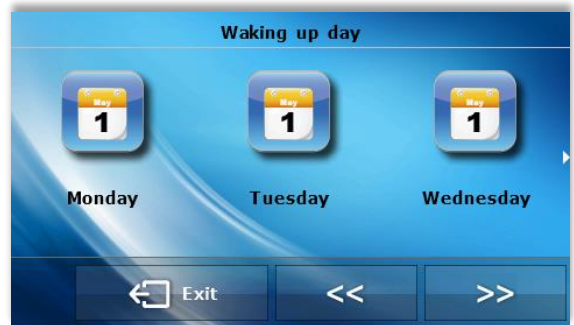 Waking up day
May May May
1 1 1
Monday Tuesday Wednesday
Exit << >>